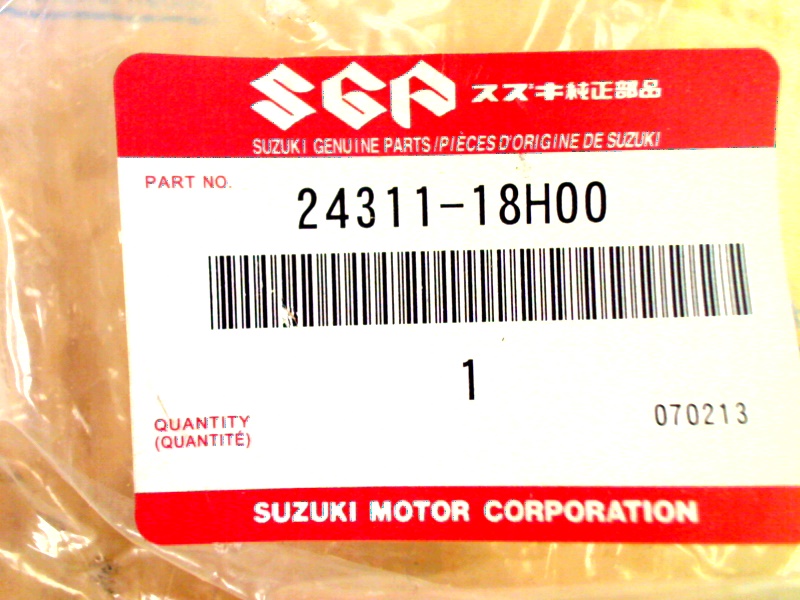 SGP スズキ純正部品
SUZUKI GENUINE PARTS/PIÈCES D'ORIGINE DE SUZUKI
PART NO. 24311-18H00
1
QUANTITY
(QUANTITÉ)
070213
SUZUKI MOTOR CORPORATION